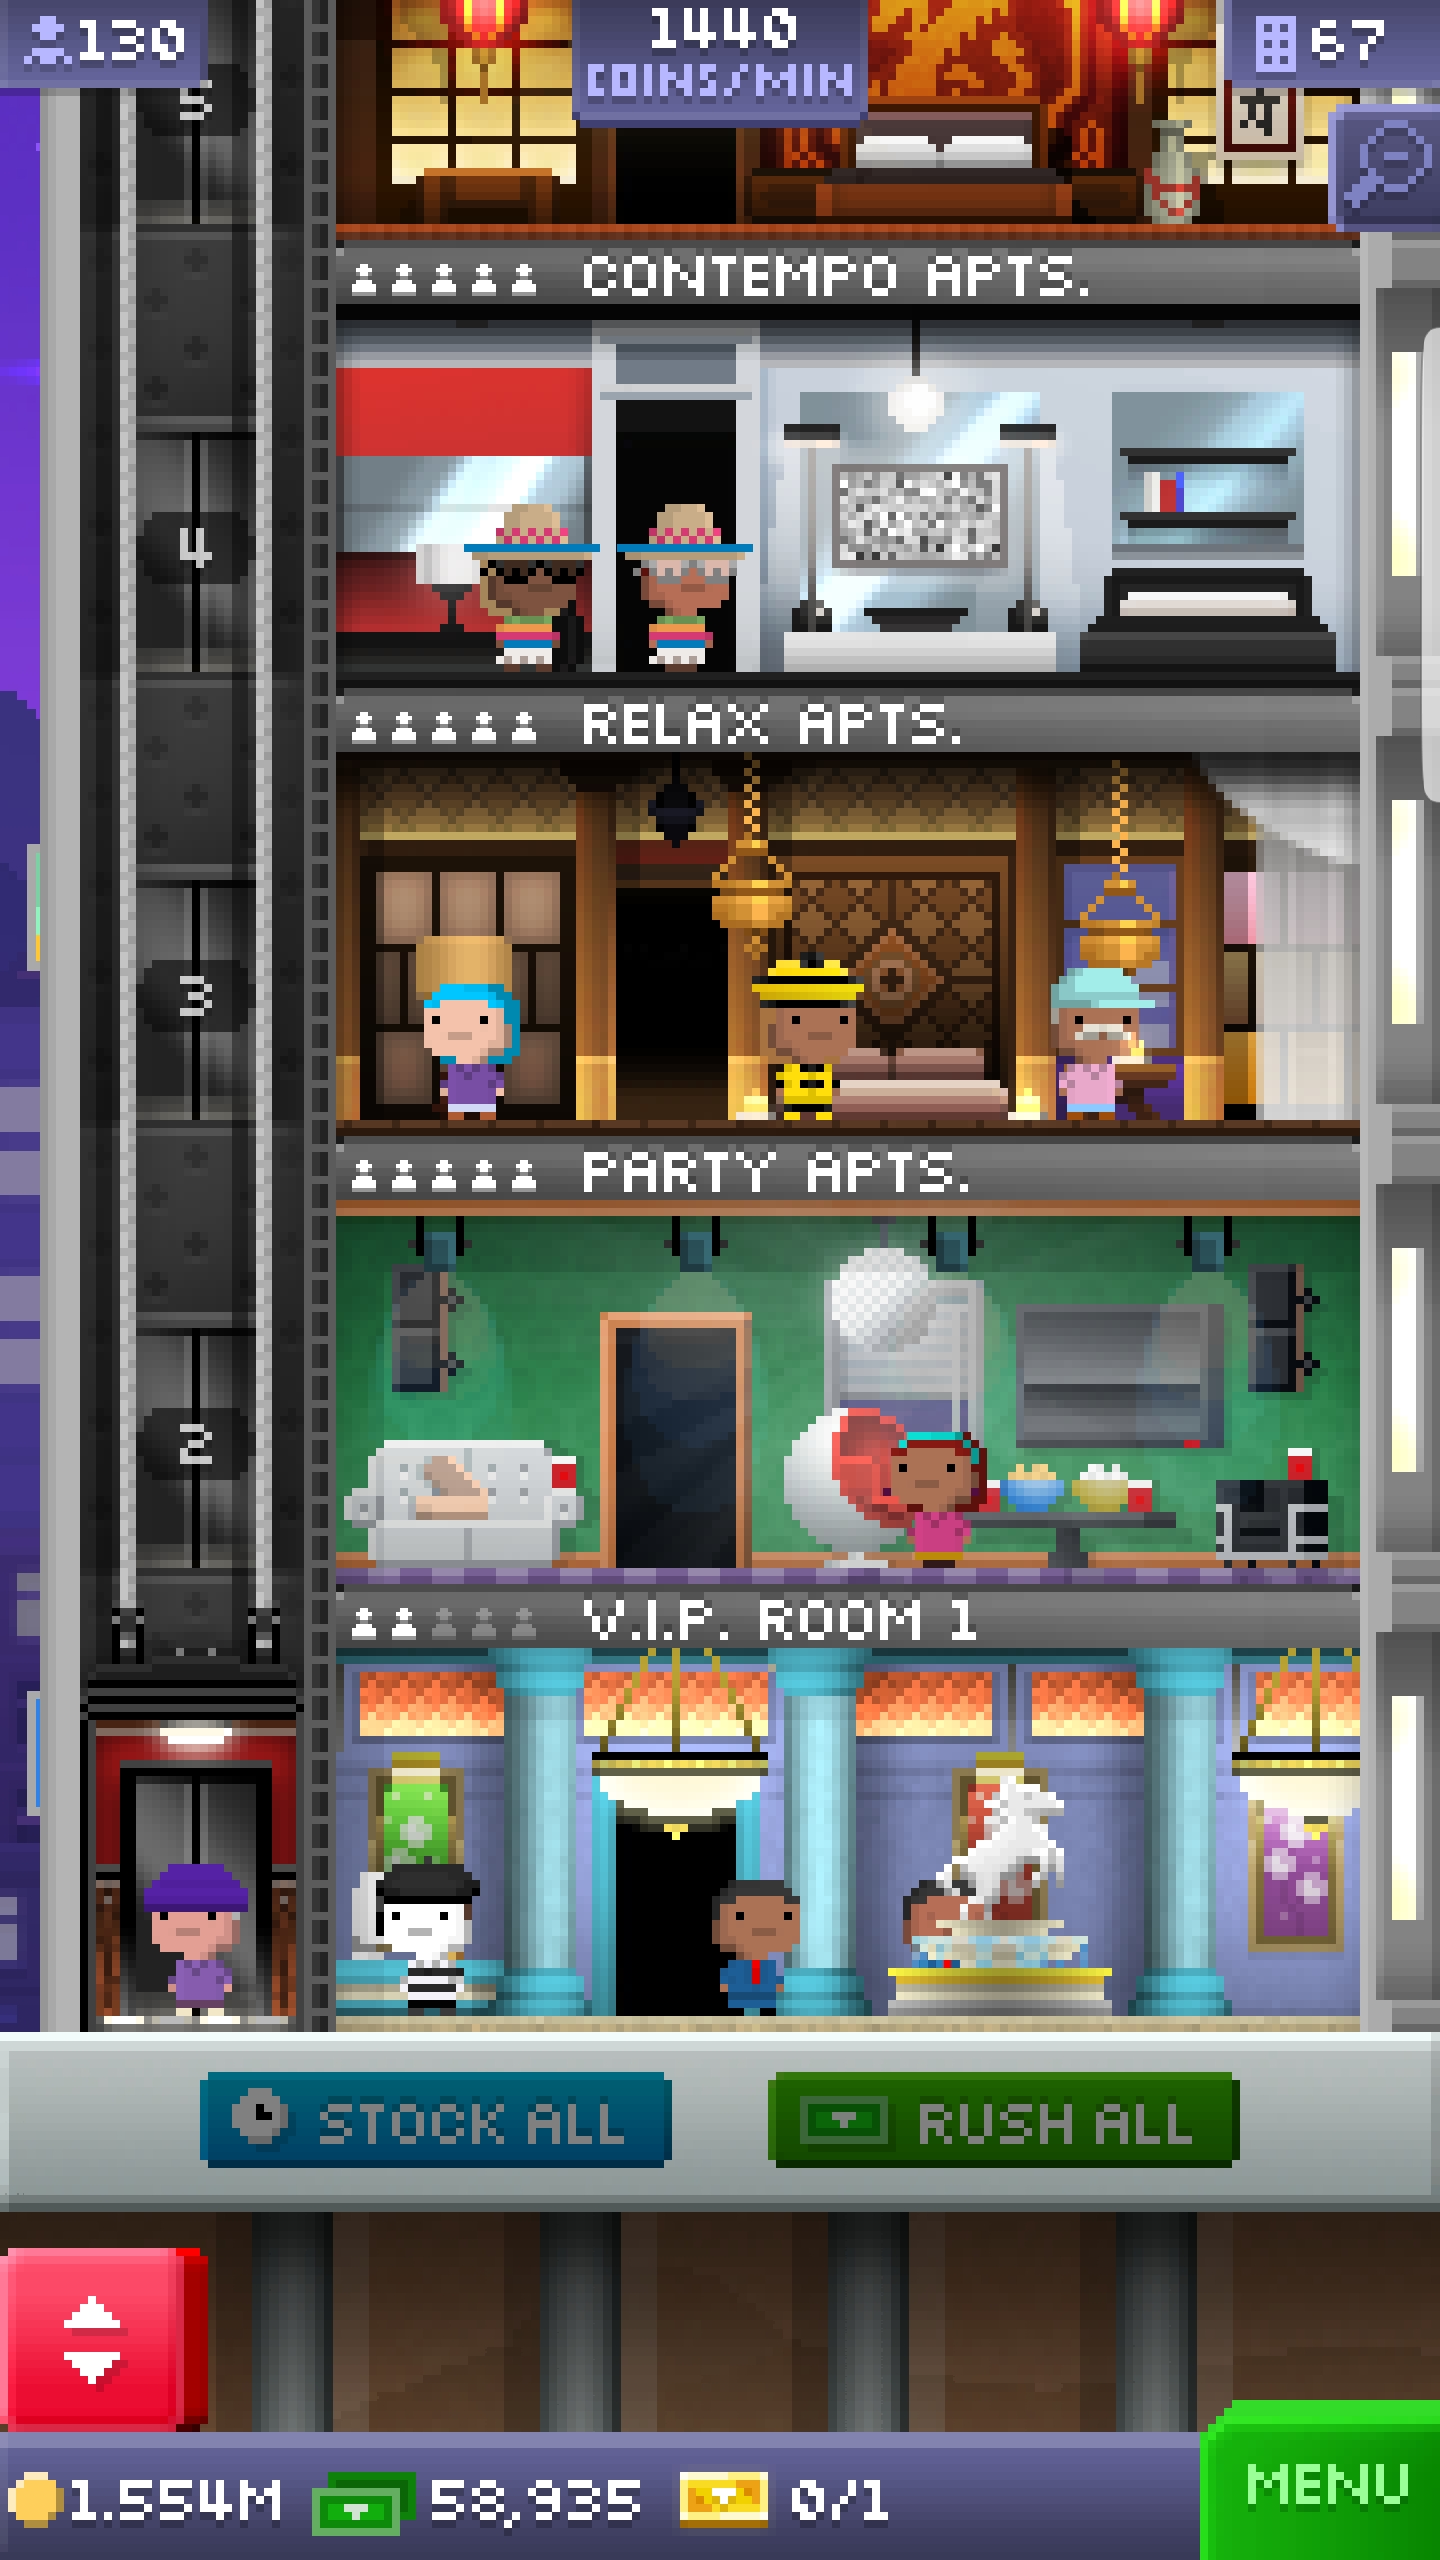 130
1440
COINS/MIN
67
5
CONTEMPO APTS.
4
RELAX APTS.
3
PARTY APTS.
2
V.I.P. ROOM 1
STOCK ALL
RUSH ALL
1.554M
58,935
0/1
MENU